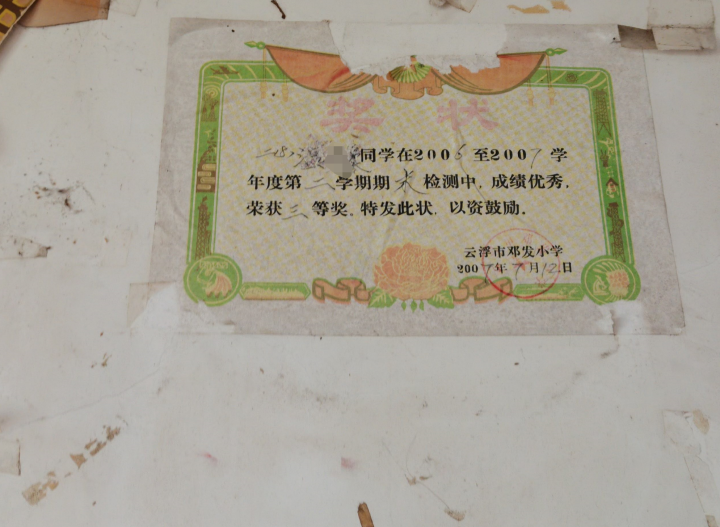 奖状
同学在2006至2007学
年度第二学期期末检测中，成绩优秀，
荣获三等奖。特发此状，以资鼓励。
云浮市邓发小学
2007年7月12日